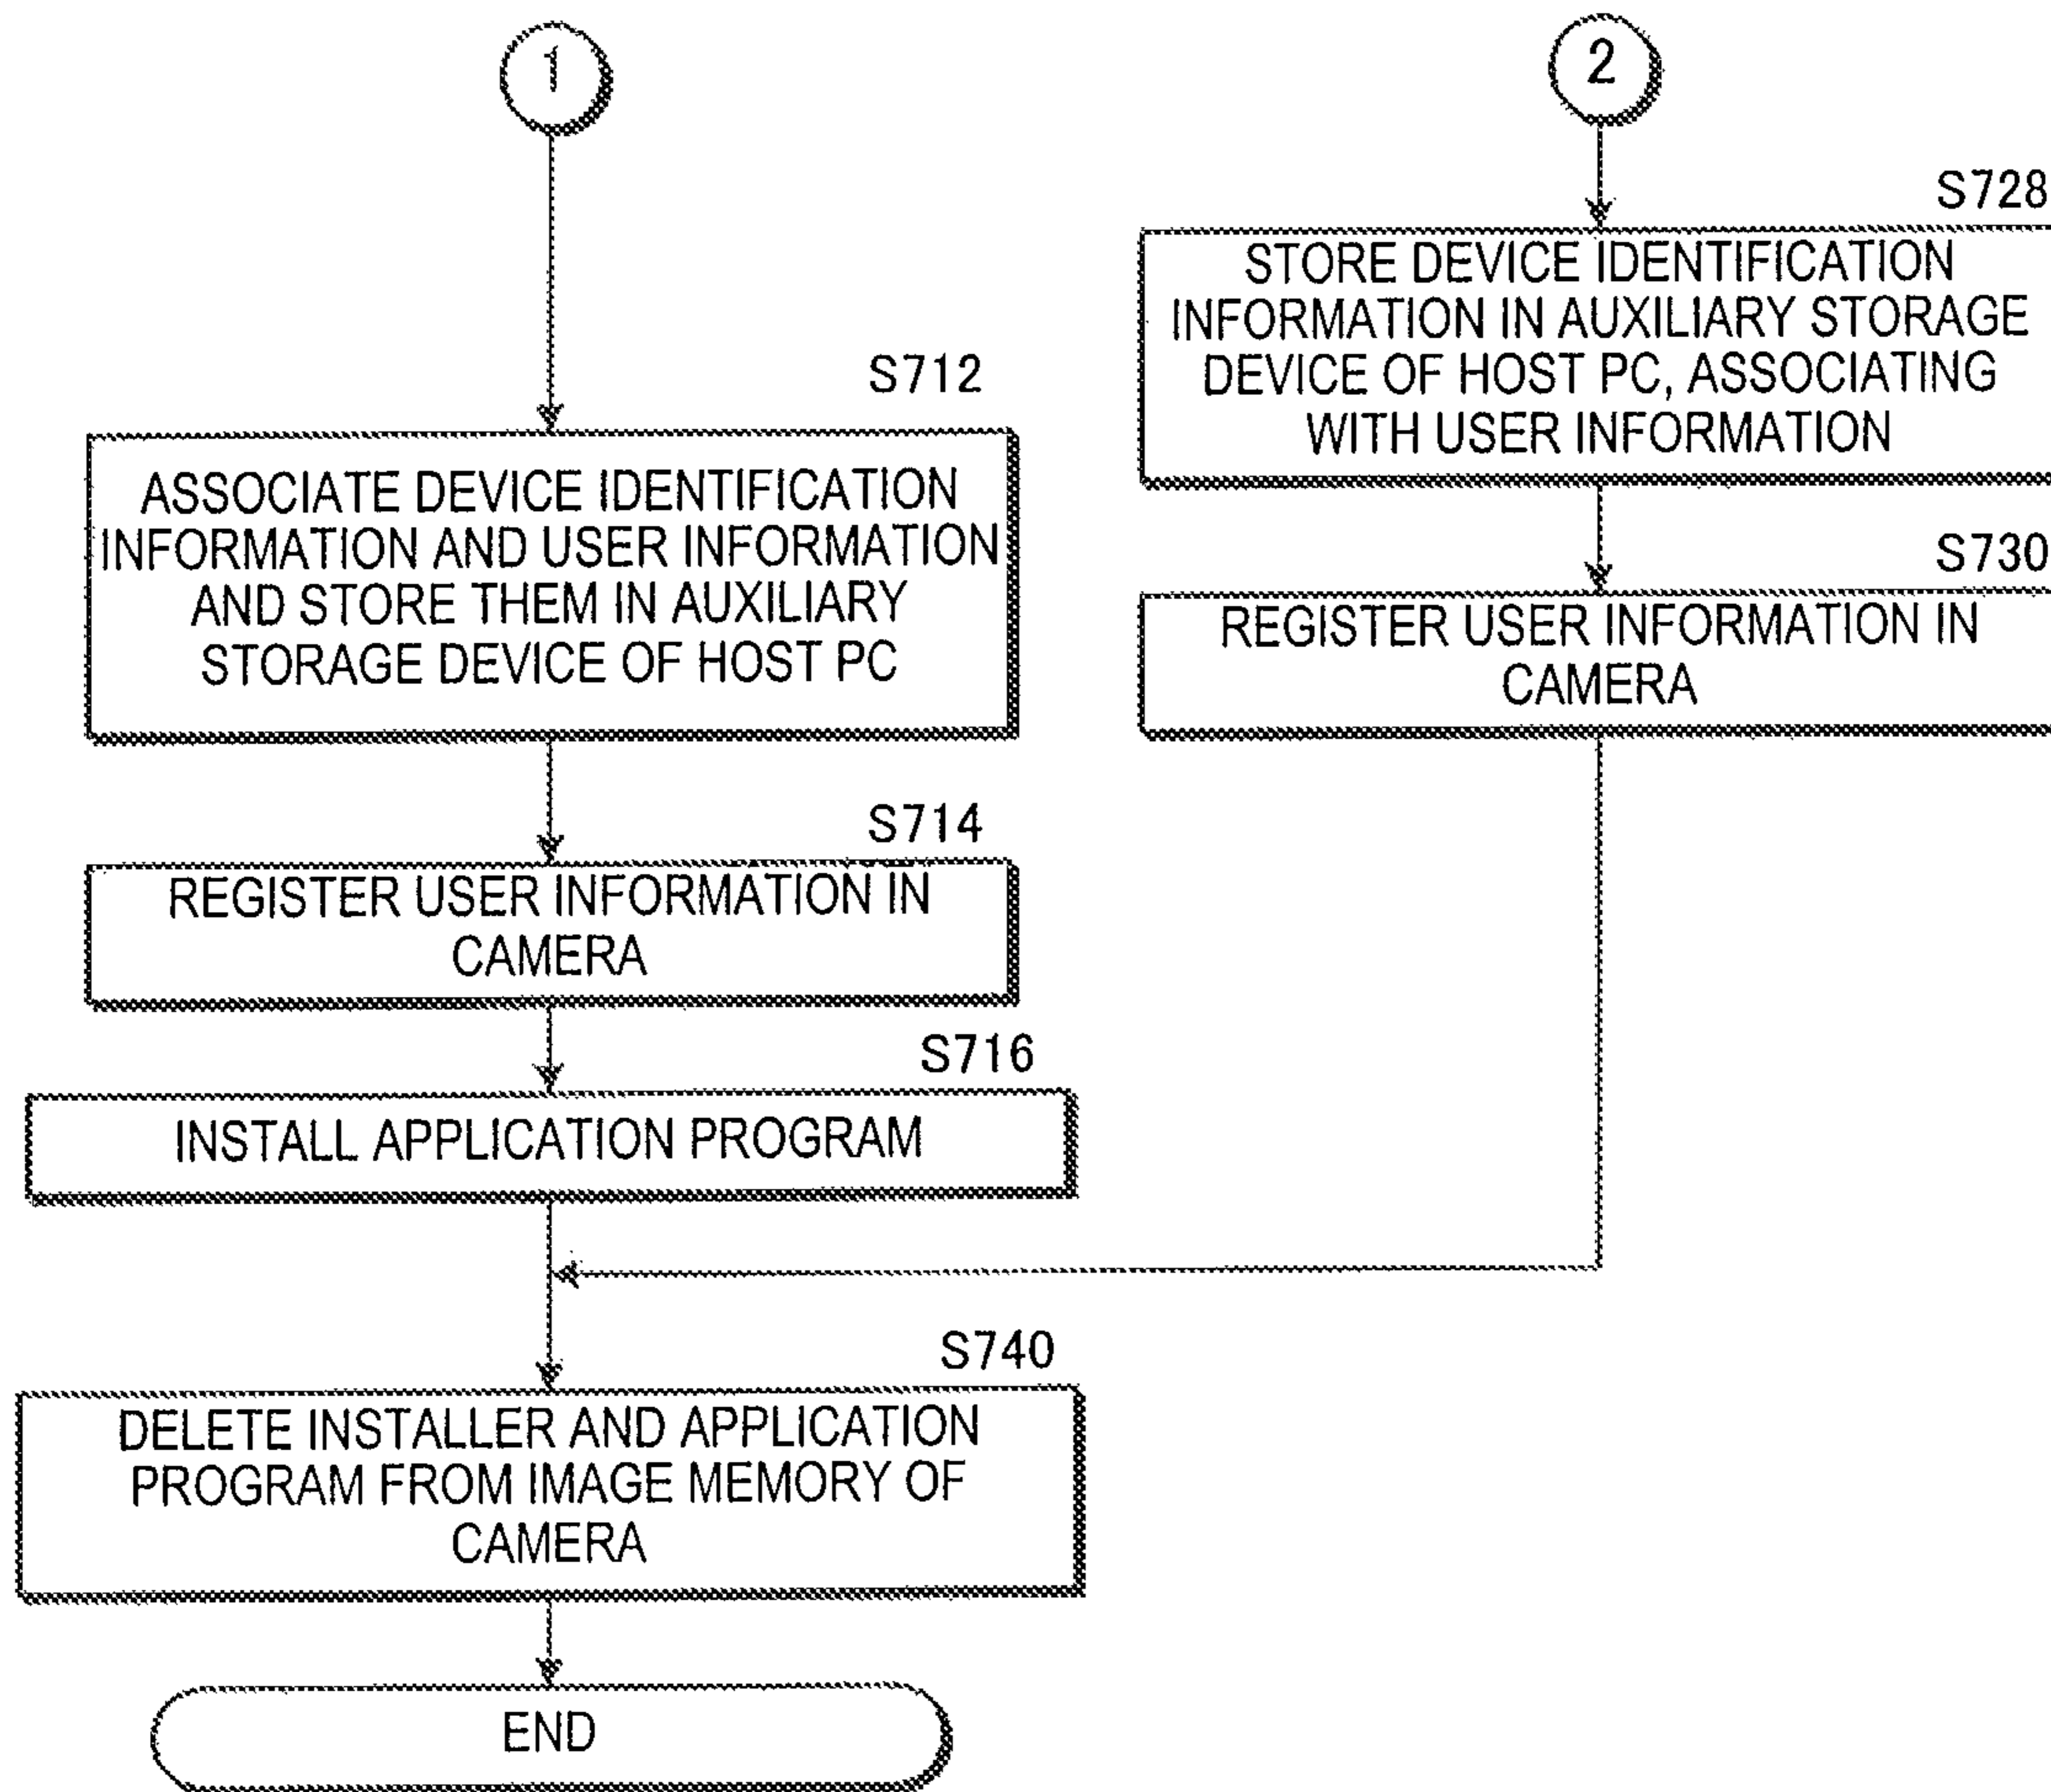 1
S712
ASSOCIATE DEVICE IDENTIFICATION
INFORMATION AND USER INFORMATION
AND STORE THEM IN AUXILIARY
STORAGE DEVICE OF HOST PC
S714
REGISTER USER INFORMATION IN
CAMERA
S716
INSTALL APPLICATION PROGRAM
2
S728
STORE DEVICE IDENTIFICATION
INFORMATION IN AUXILIARY STORAGE
DEVICE OF HOST PC, ASSOCIATING
WITH USER INFORMATION
S730
REGISTER USER INFORMATION IN
CAMERA
S740
DELETE INSTALLER AND APPLICATION
PROGRAM FROM IMAGE MEMORY OF
CAMERA
END